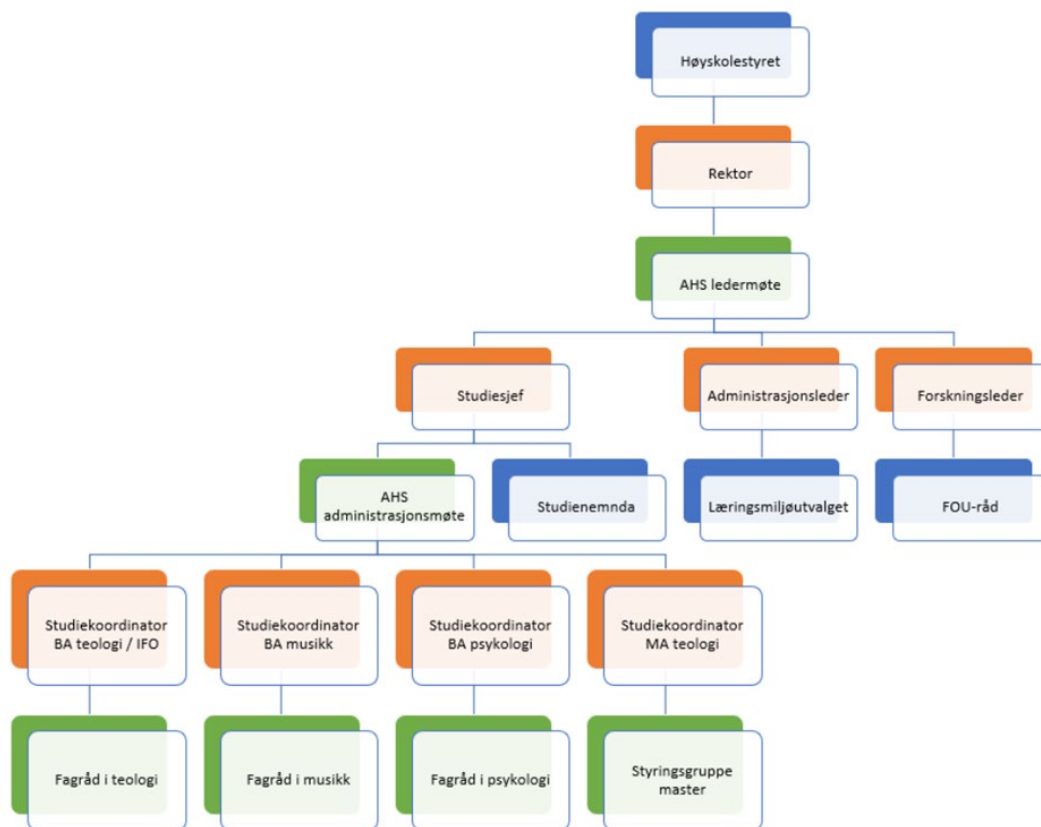 Høyskolestyret
Rektor
AHS ledermøte
Studiesjef
Administrasjonsleder
Forskningsleder
AHS
administrasjonsmøte
Studienemnda
Læringsmiljøutvalget
FOU-råd
Studiekoordinator
BA teologi / IFO
Studiekoordinator
BA musikk
Studiekoordinator
BA psykologi
Studiekoordinator
MA teologi
Fagråd i teologi
Fagråd i musikk
Fagråd i psykologi
Styringsgruppe
master